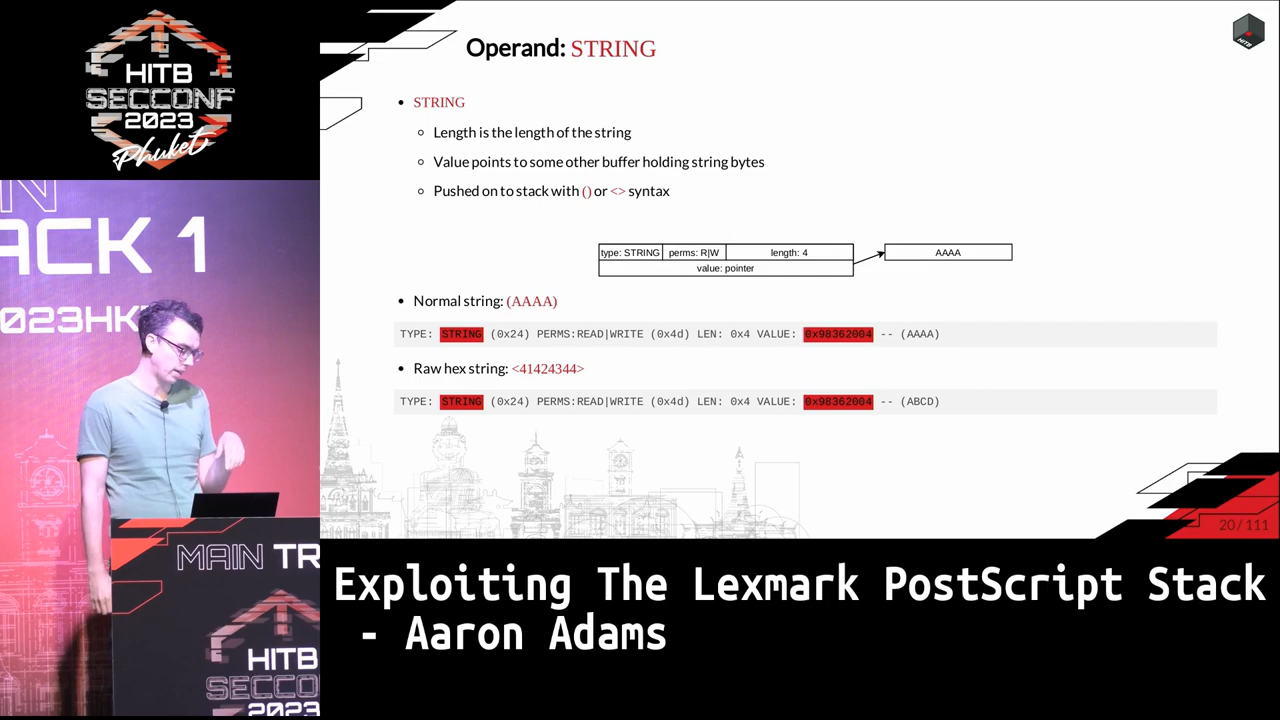 HITB
SECCONF
2023
Phuket
ACK 1
023HK
MAIN TR
HITB
SECCO
2023
HITB
Operand: STRING
• STRING
Length is the length of the string
Value points to some other buffer holding string bytes
Pushed on to stack with () or <> syntax
type: STRING perms: R|W length: 4
value: pointer
AAAA
• Normal string: (AAAA)
TYPE: STRING (0x24) PERMS:READ|WRITE (0x4d) LEN: 0x4 VALUE: 0x98362004 -- (AAAA)
• Raw hex string: <41424344>
TYPE: STRING (0x24) PERMS:READ|WRITE (0x4d) LEN: 0x4 VALUE: 0x98362004 -- (ABCD)
20 / 111
Exploiting The Lexmark PostScript Stack
- Aaron Adams